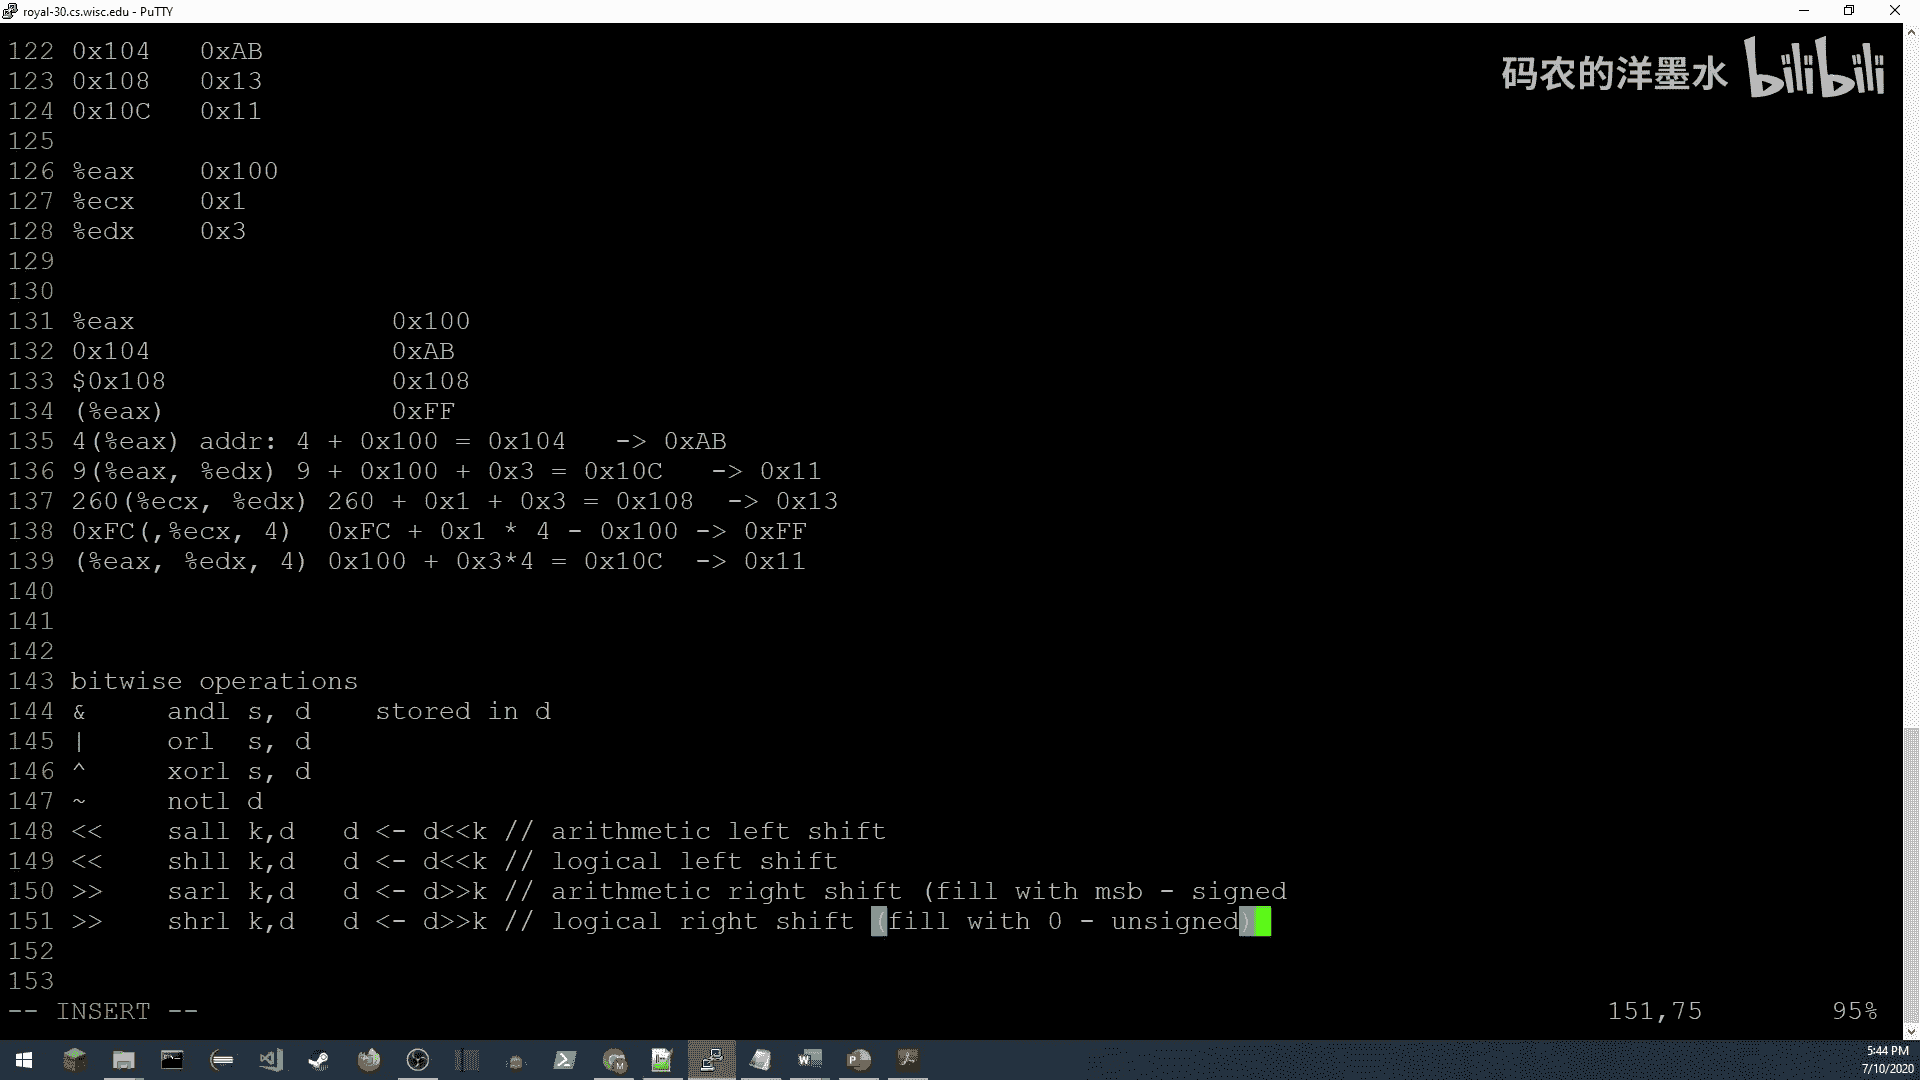 royal-30.cs.wisc.edu - PuTTY
码农的洋墨水 bilibili
122 0x104 0xAB
123 0x108 0x13
124 0x10C 0x11
125
126 %eax 0x100
127 %ecx 0x1
128 %edx 0x3
129
130
131 %eax 0x100
132 0x104 0xAB
133 $0x108 0x108
134 (%eax) 0xFF
135 4(%eax) addr: 4 + 0x100 = 0x104 -> 0xAB
136 9(%eax, %edx) 9 + 0x100 + 0x3 = 0x10C -> 0x11
137 260(%ecx, %edx) 260 + 0x1 + 0x3 = 0x108 -> 0x13
138 0xFC(,%ecx, 4) 0xFC + 0x1 * 4 - 0x100 -> 0xFF
139 (%eax, %edx, 4) 0x100 + 0x3*4 = 0x10C -> 0x11
140
141
142
143 bitwise operations
144 & andl s, d stored in d
145 | orl s, d
146 ^ xorl s, d
147 ~ notl d
148 << sall k,d d <- d<<k // arithmetic left shift
149 << shll k,d d <- d<<k // logical left shift
150 >> sarl k,d d <- d>>k // arithmetic right shift (fill with msb - signed
151 >> shrl k,d d <- d>>k // logical right shift (fill with 0 - unsigned)
152
153
-- INSERT -- 151,75 95%
5:44 PM
7/10/2020